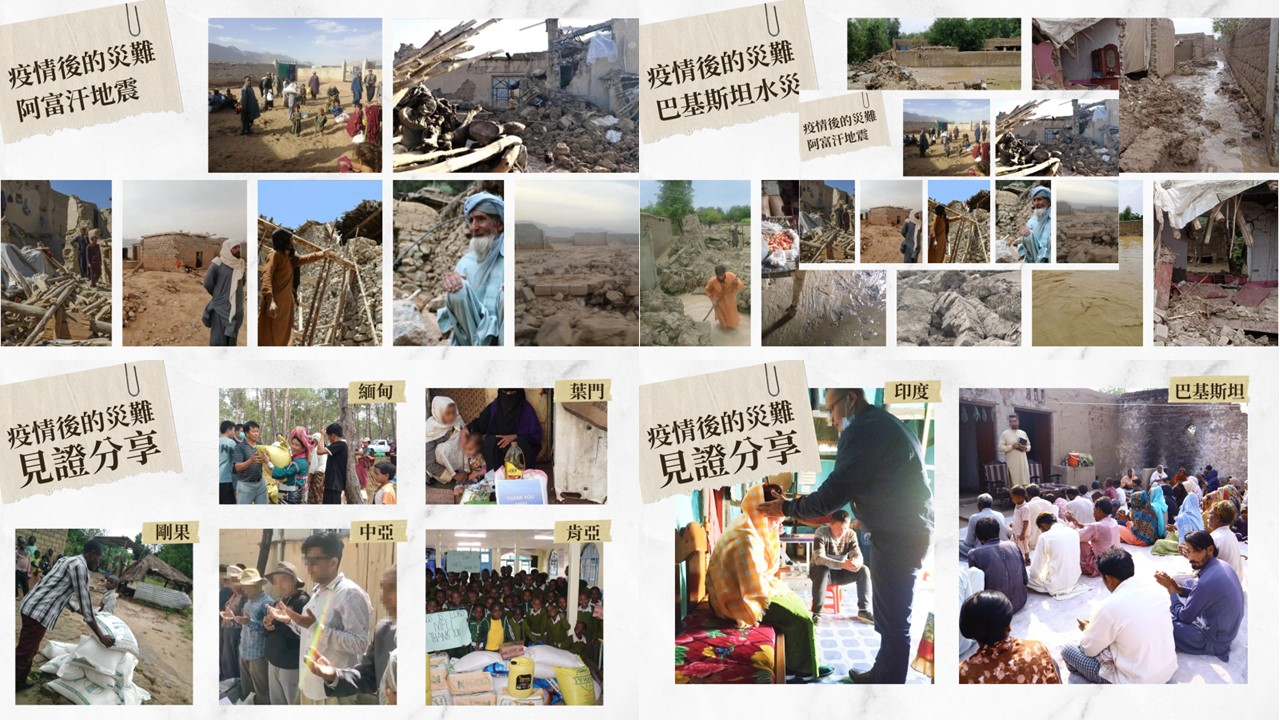 疫情後的災難
阿富汗地震
疫情後的災難
巴基斯坦水災
疫情後的災難
阿富汗地震
疫情後的災難
見證分享
緬甸
葉門
剛果
中亞
肯亞
THANK YOU
THANK
疫情後的災難
見證分享
印度
巴基斯坦